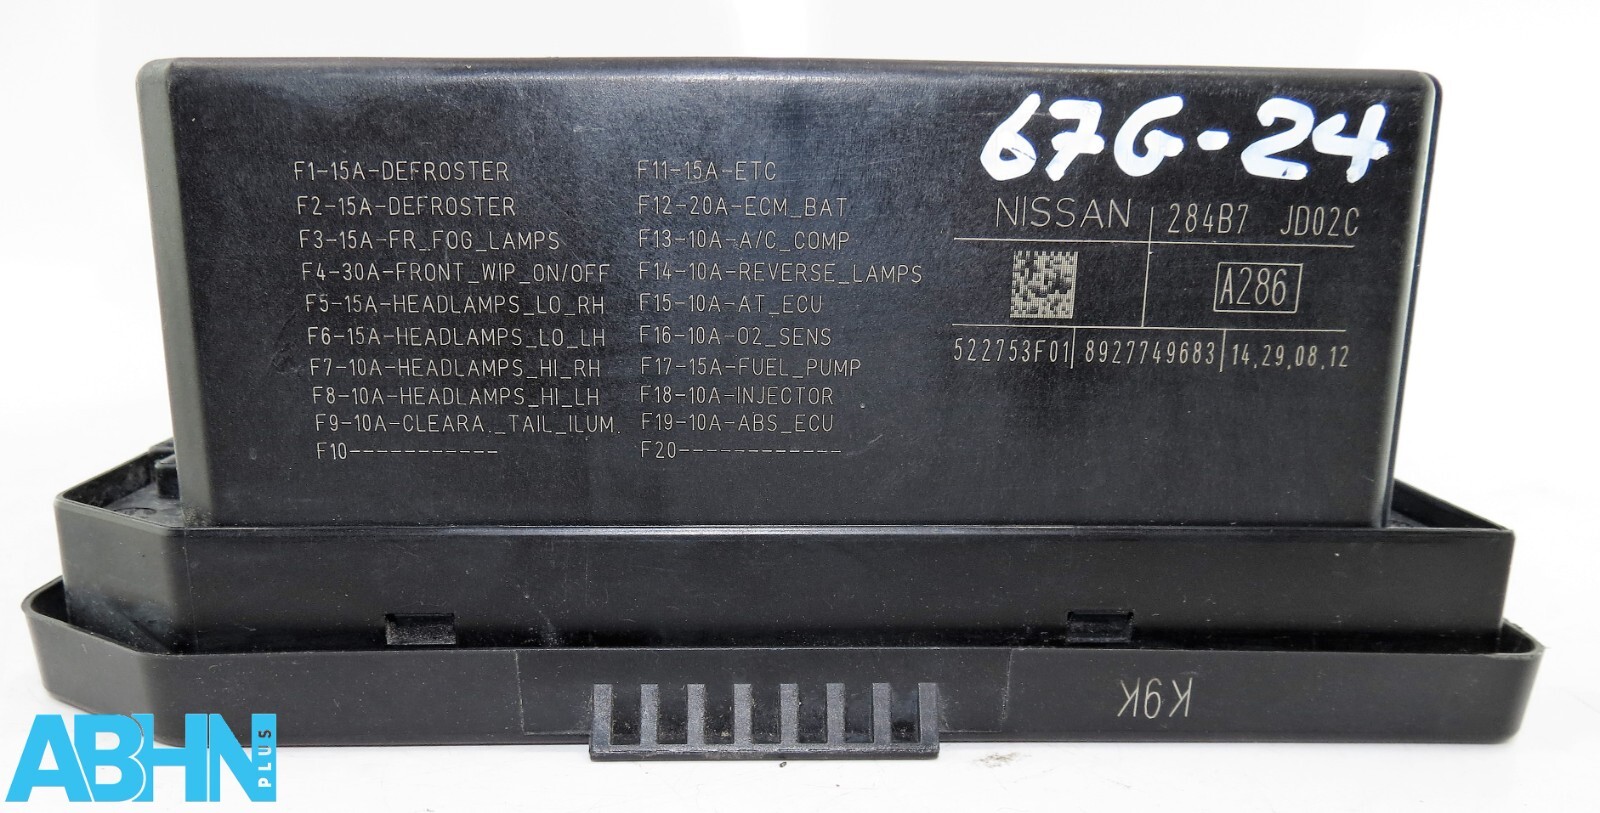 67G-24
F1-15A-DEFROSTER
F2-15A-DEFROSTER
F3-15A-FR_FOG_LAMPS
F4-30A-FRONT_WIP_ON/OFF
F5-15A-HEADLAMPS_LO_RH
F6-15A-HEADLAMPS_LO_LH
F7-10A-HEADLAMPS_HI_RH
F8-10A-HEADLAMPS_HI_LH
F9-10A-CLEARA._TAIL_ILUM.
F10-----------
F11-15A-ETC
F12-20A-ECM_BAT
F13-10A-A/C_COMP
F14-10A-REVERSE_LAMPS
F15-10A-AT_ECU
F16-10A-O2_SENS
F17-15A-FUEL_PUMP
F18-10A-INJECTOR
F19-10A-ABS_ECU
F20------------
NISSAN 284B7 JD02C
A286
522753F01 8927749683 14,29,08,12
K9K
ABHN PLUS